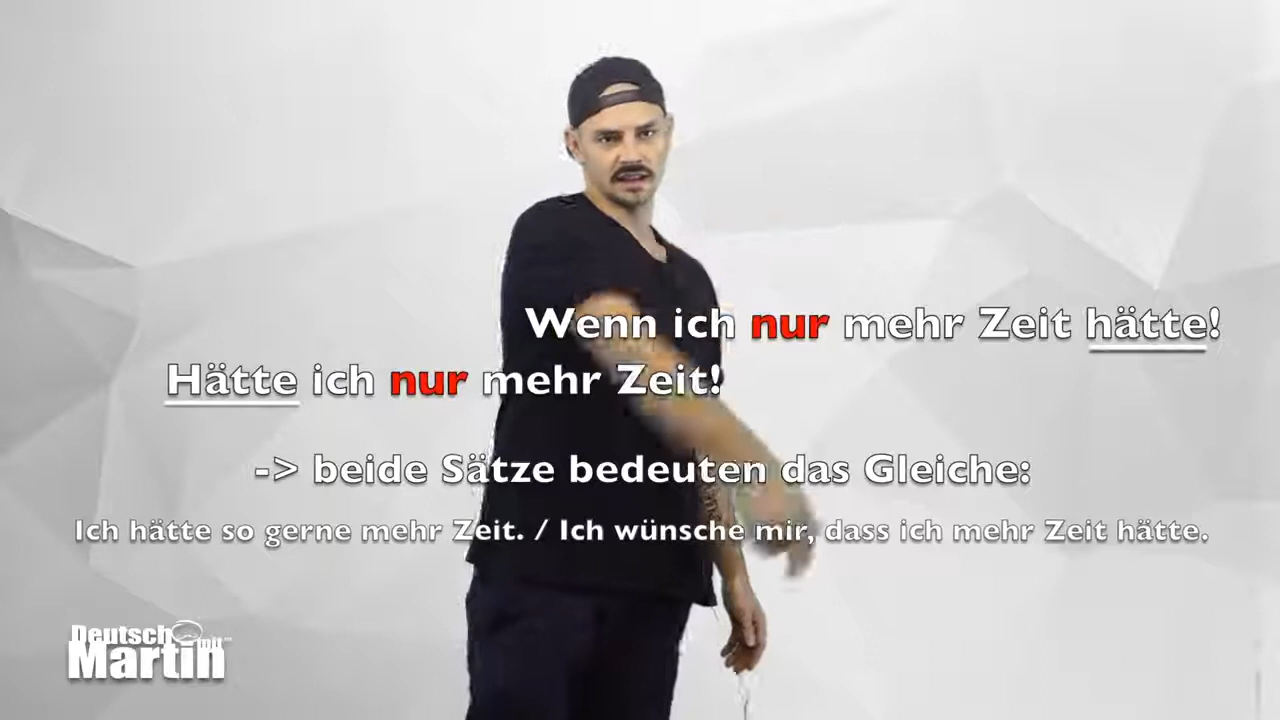 Wenn ich nur mehr Zeit hätte!
Hätte ich nur mehr Zeit!
-> beide Sätze bedeuten das Gleiche:
Ich hätte so gerne mehr Zeit. / Ich wünsche mir, dass ich mehr Zeit hätte.
Deutsch mit
Martin